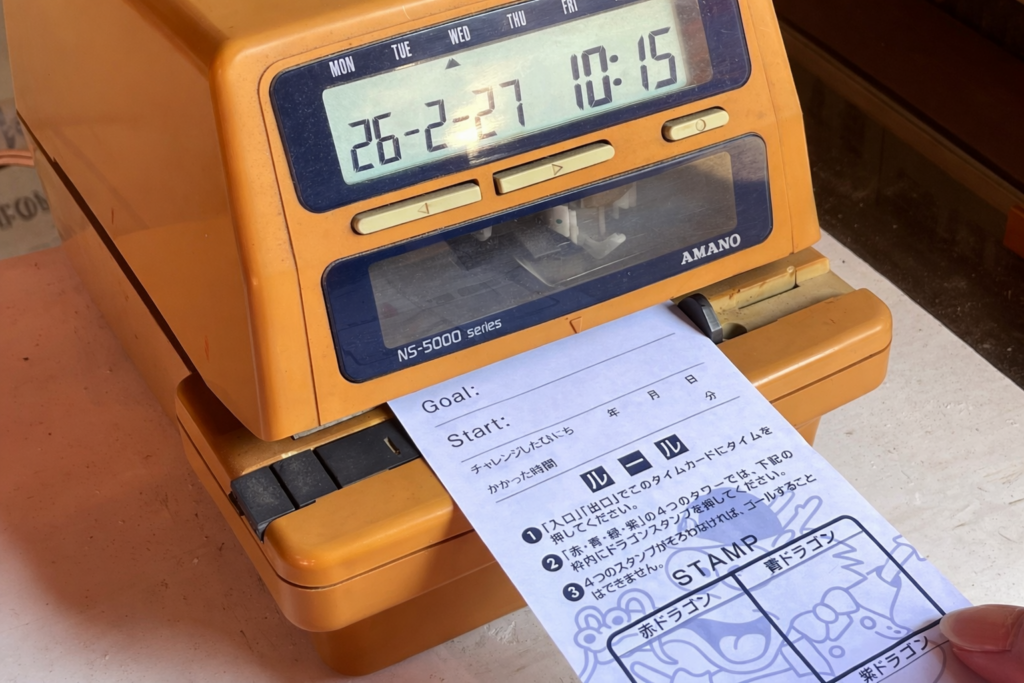 MON TUE WED THU FRI
26-2-27 10:15
AMANO
NS-5000 series
Goal:
Start:
チャレンジしたひにち 年 月 日
かかった時間 分
ルール
❶「入口」「出口」でこのタイムカードにタイムを
押してください。
❷「赤・青・緑・紫」の4つのタワーでは、下記の
枠内にドラゴンスタンプを押してください。
❸4つのスタンプがそろわなければ、ゴールすること
はできません。
STAMP
赤ドラゴン
青ドラゴン
紫ドラゴン